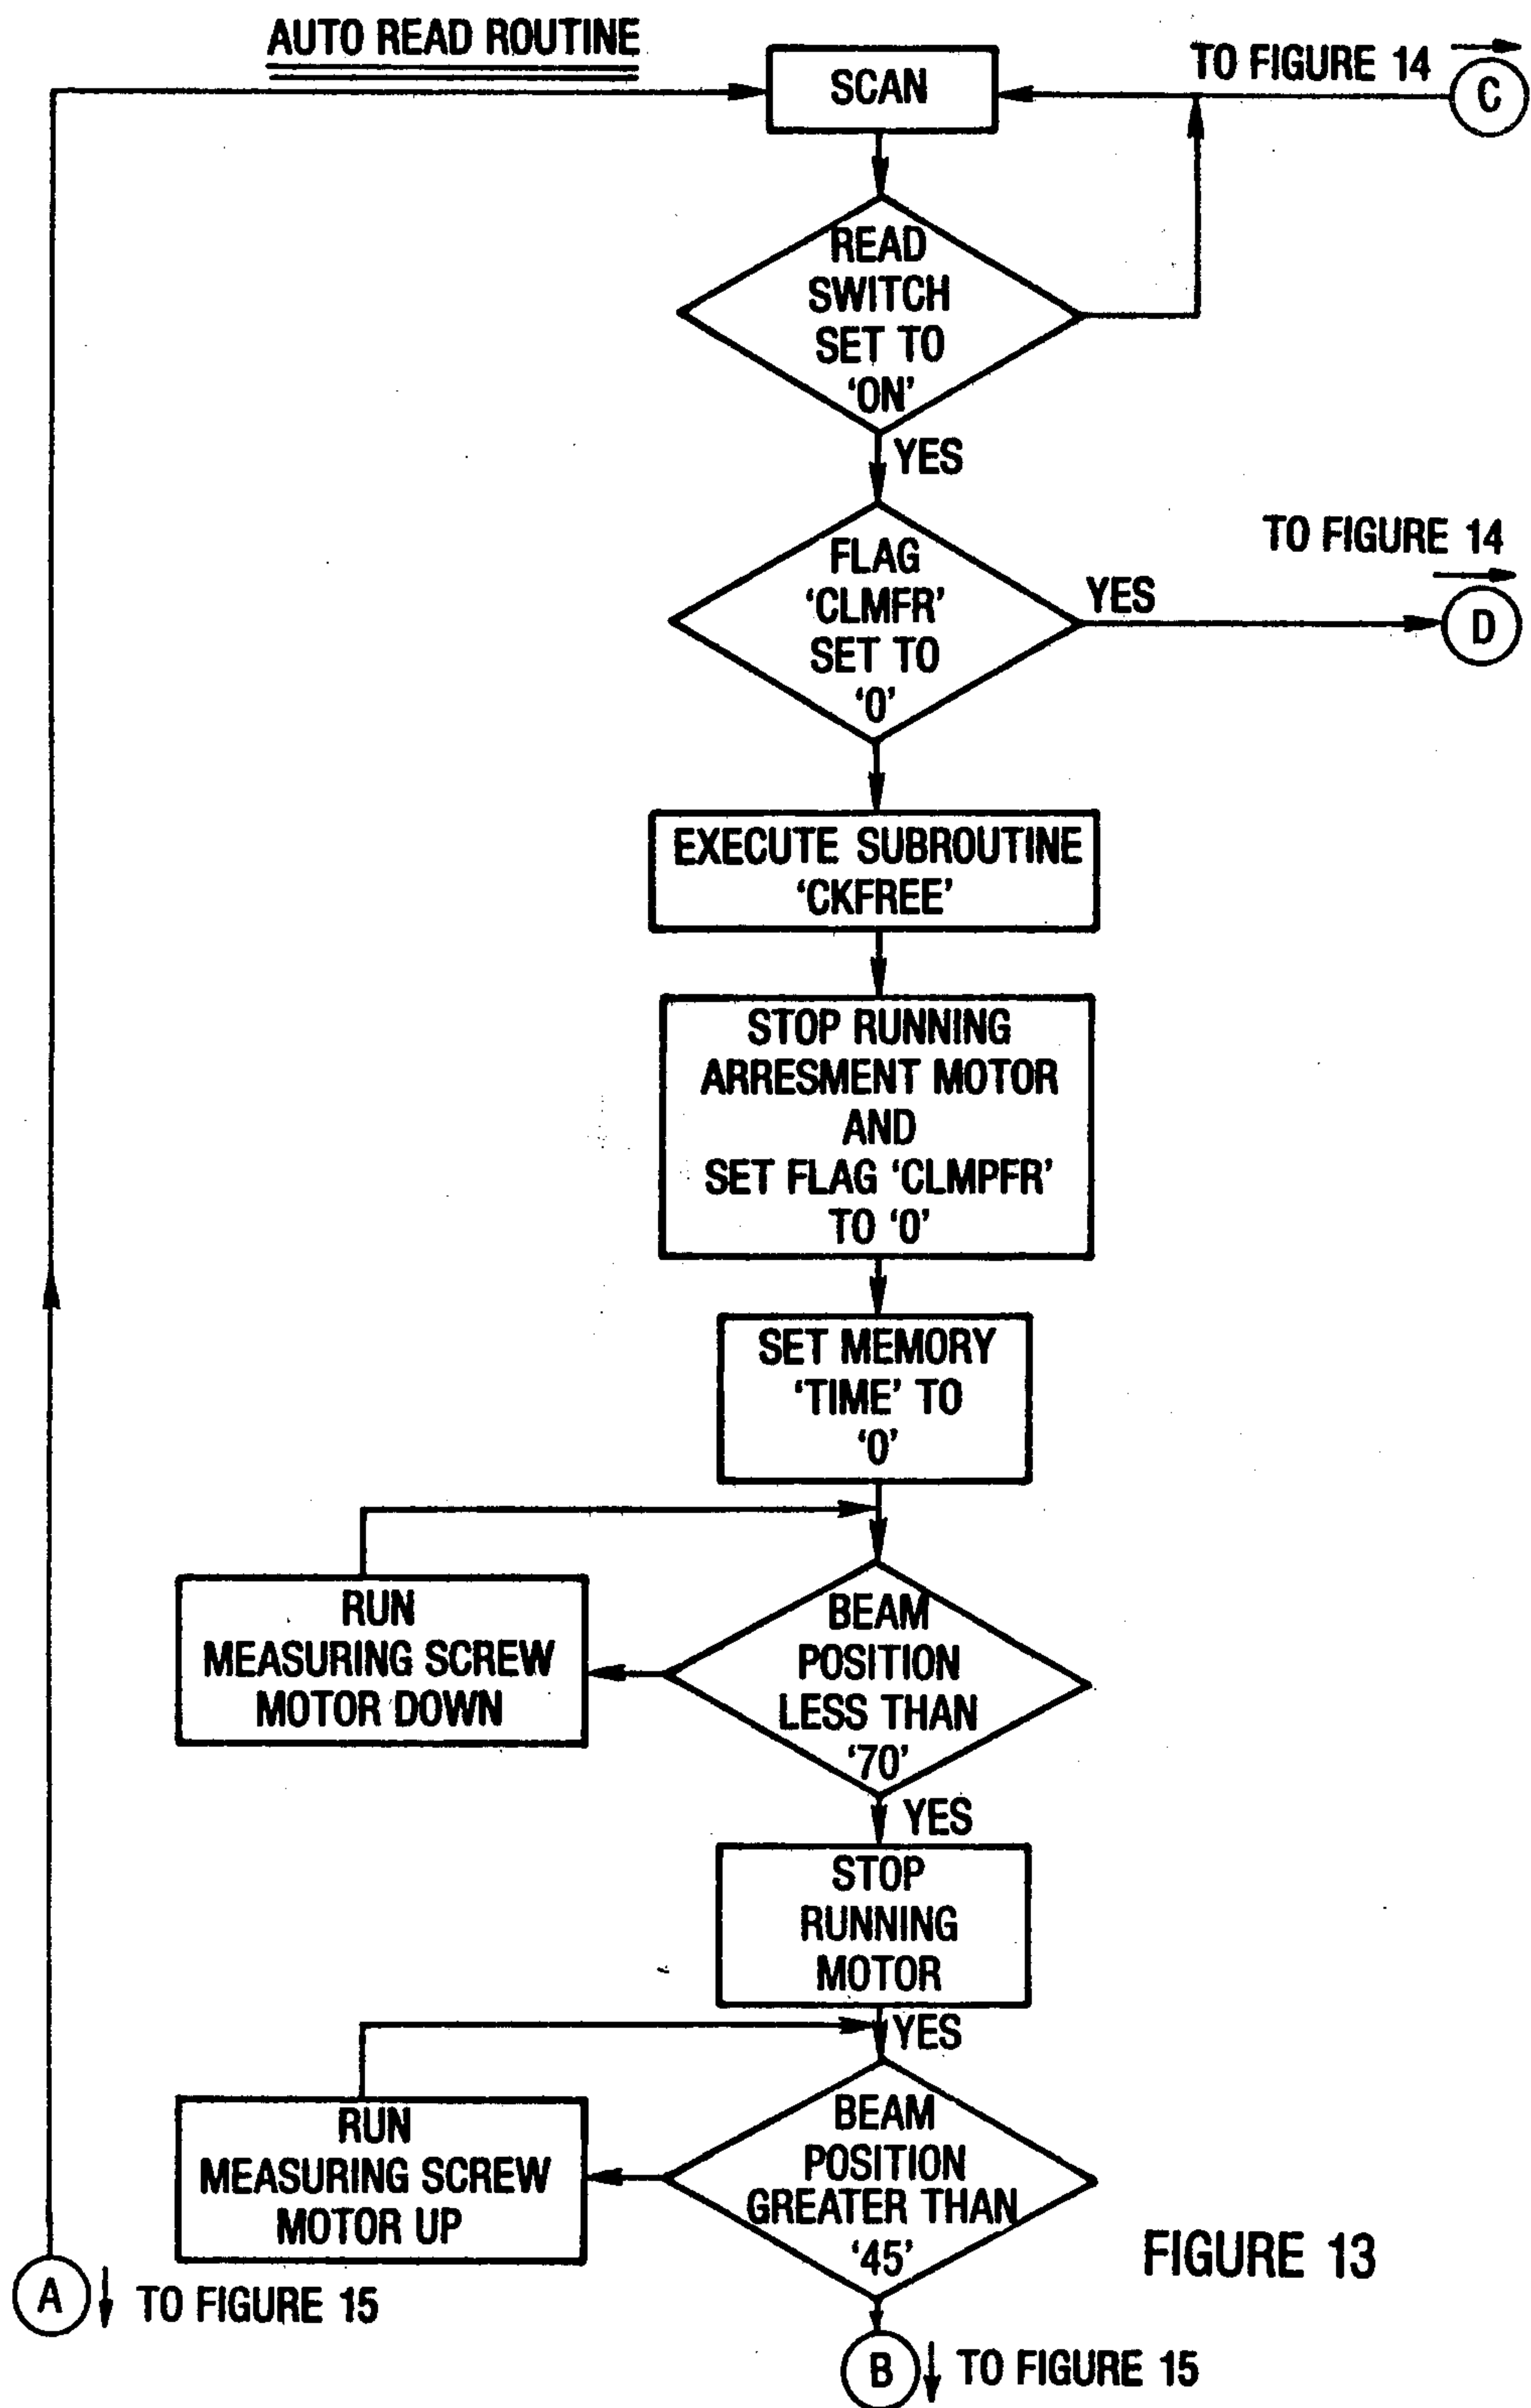 AUTO READ ROUTINE
SCAN
TO FIGURE 14
C
READ
SWITCH
SET TO
‘ON’
YES
FLAG
‘CLMFR’
SET TO
‘0’
YES
TO FIGURE 14
D
EXECUTE SUBROUTINE
‘CKFREE’
STOP RUNNING
ARRESMENT MOTOR
AND
SET FLAG ‘CLMPFR’
TO ‘0’
SET MEMORY
‘TIME’ TO
‘0’
RUN
MEASURING SCREW
MOTOR DOWN
BEAM
POSITION
LESS THAN
‘70’
YES
STOP
RUNNING
MOTOR
YES
RUN
MEASURING SCREW
MOTOR UP
BEAM
POSITION
GREATER THAN
‘45’
FIGURE 13
A
TO FIGURE 15
B
TO FIGURE 15